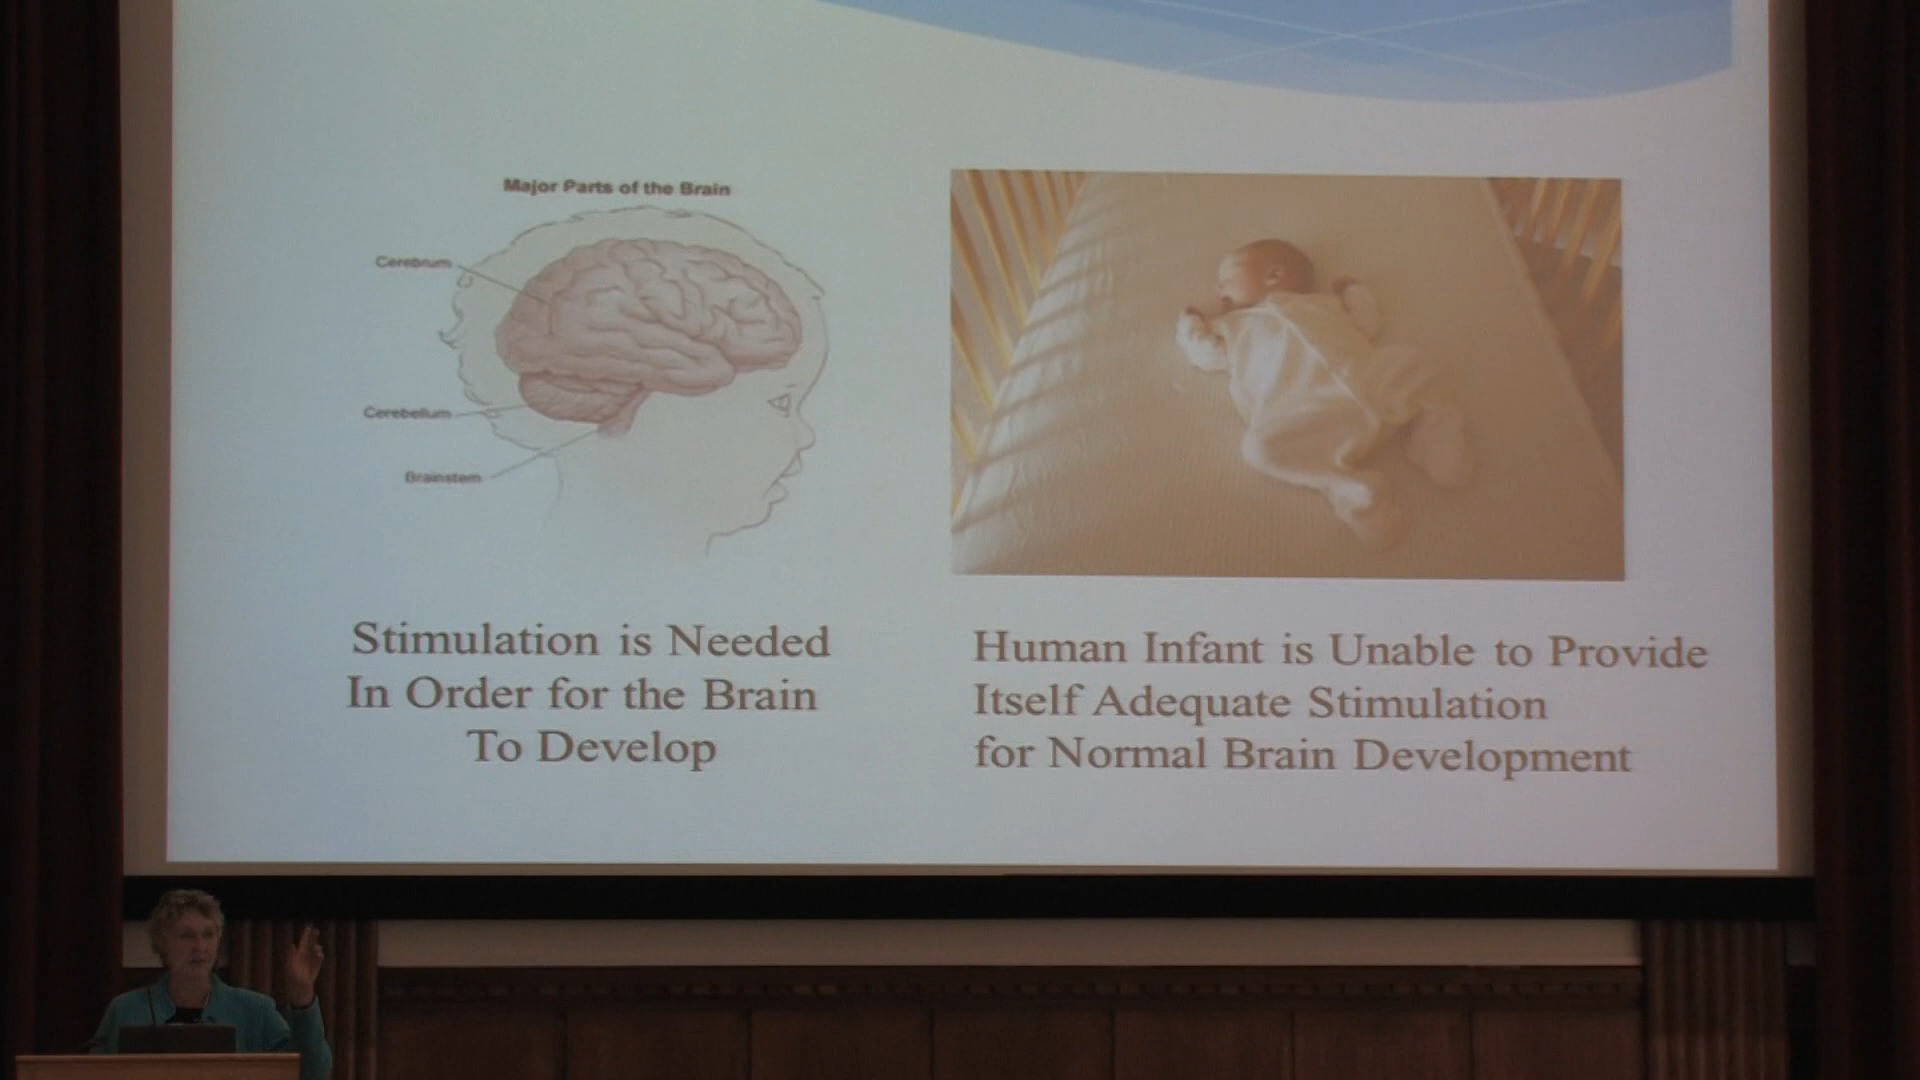 Major Parts of the Brain
Cerebrum
Cerebellum
Brainstem
Stimulation is Needed
In Order for the Brain
To Develop
Human Infant is Unable to Provide
Itself Adequate Stimulation
for Normal Brain Development